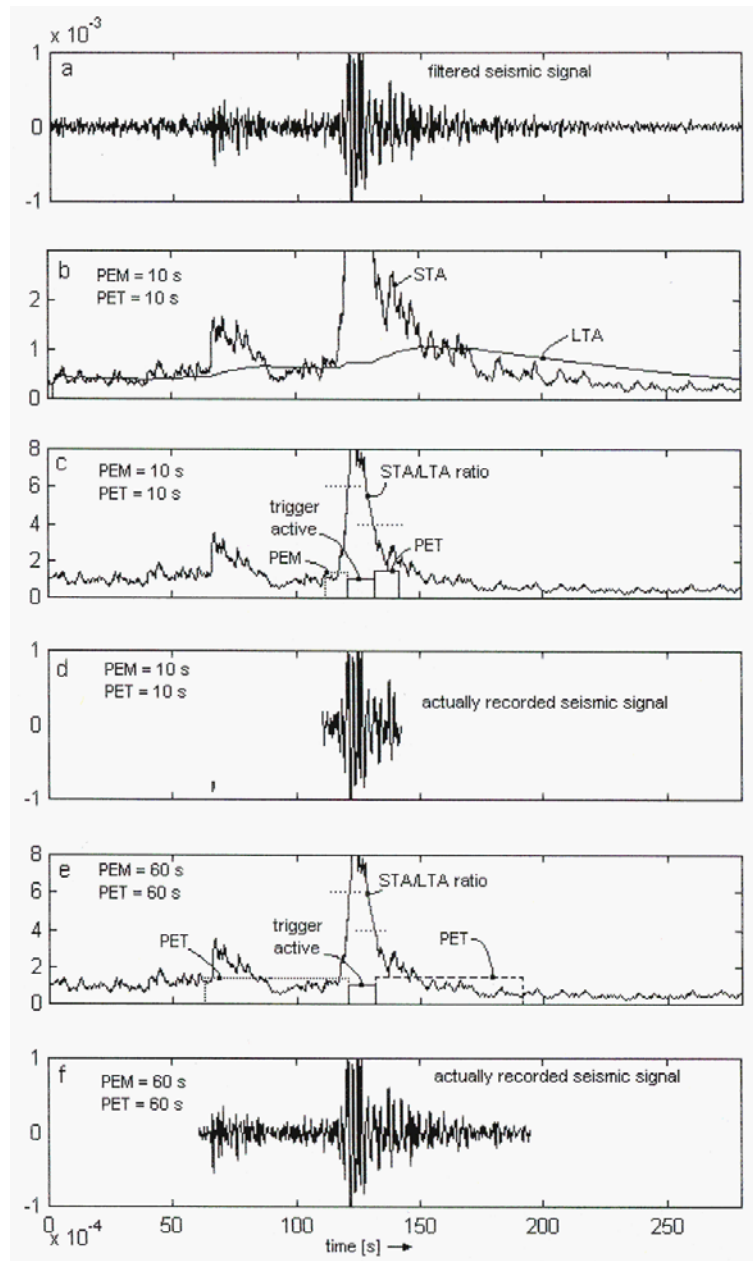 x 10⁻³
1
a
filtered seismic signal
0
-1
b
PEM = 10 s
PET = 10 s
STA
2
LTA
1
0
8
c
PEM = 10 s
PET = 10 s
STA/LTA ratio
6
trigger
active
4
PET
PEM
2
0
1
d
PEM = 10 s
PET = 10 s
actually recorded seismic signal
0
-1
8
e
PEM = 60 s
PET = 60 s
STA/LTA ratio
6
trigger
active
4
PET
PET
2
0
1
f
PEM = 60 s
PET = 60 s
actually recorded seismic signal
0
-1
0 50 100 150 200 250
x 10⁻⁴
time [s]